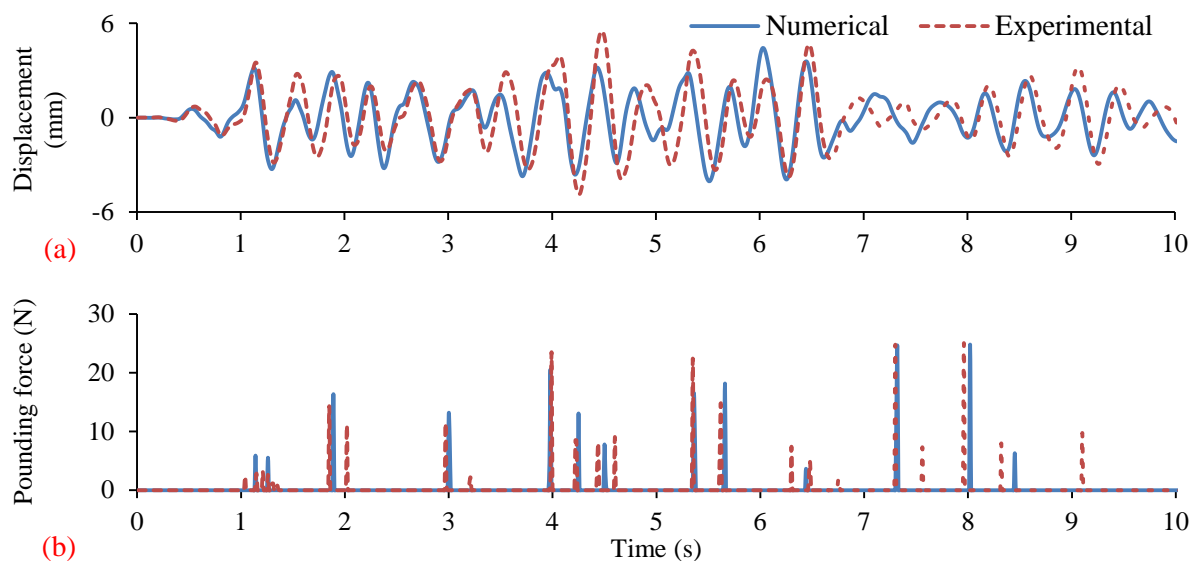 Numerical Experimental
Displacement
(mm)
6
0
-6
0 1 2 3 4 5 6 7 8 9 10
(a)
Pounding force (N)
30
20
10
0
0 1 2 3 4 5 6 7 8 9 10
Time (s)
(b)